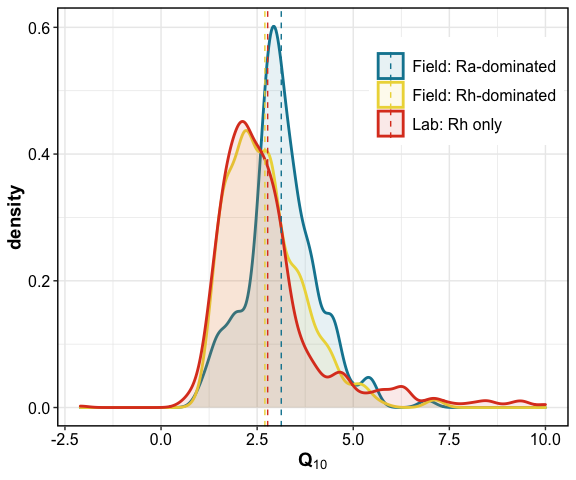 0.6
0.4
0.2
0.0
density
Field: Ra-dominated
Field: Rh-dominated
Lab: Rh only
-2.5 0.0 2.5 5.0 7.5 10.0
Q₁₀